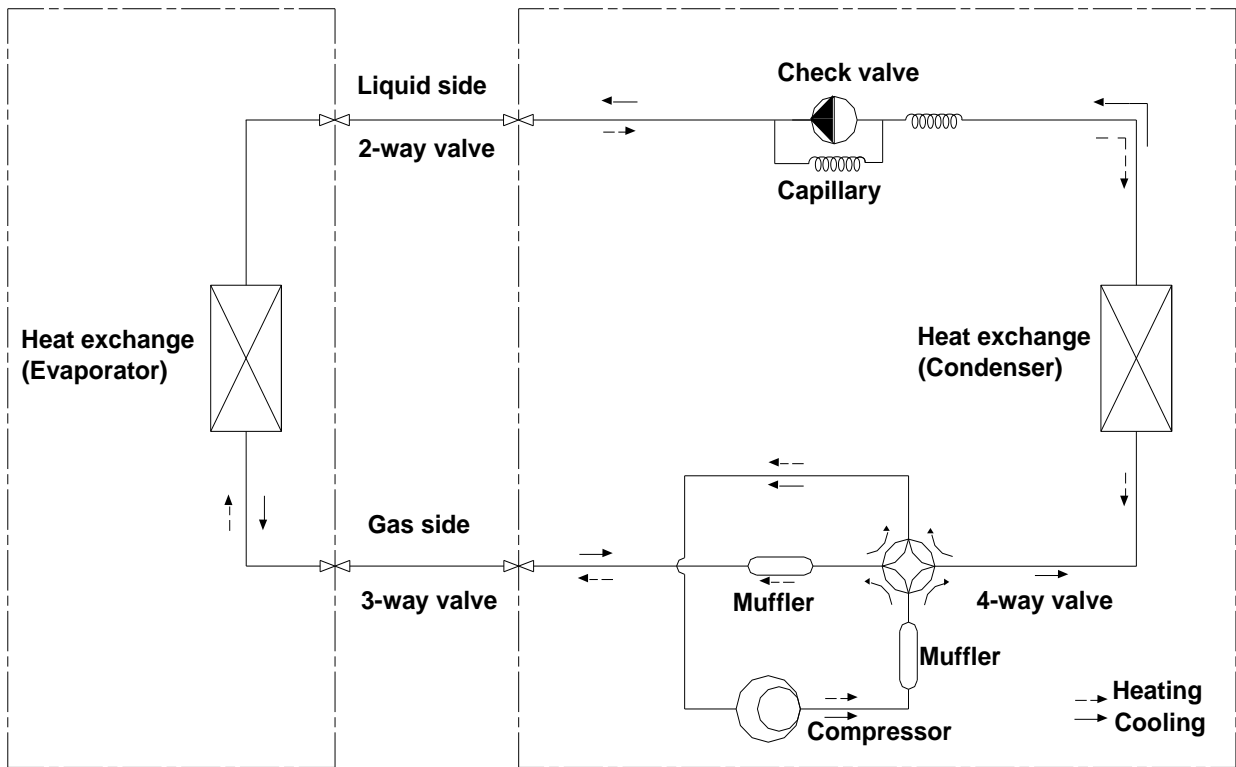 Liquid side
Check valve
2-way valve
Capillary
Heat exchange
(Evaporator)
Heat exchange
(Condenser)
Gas side
3-way valve
Muffler
4-way valve
Muffler
Compressor
Heating
Cooling